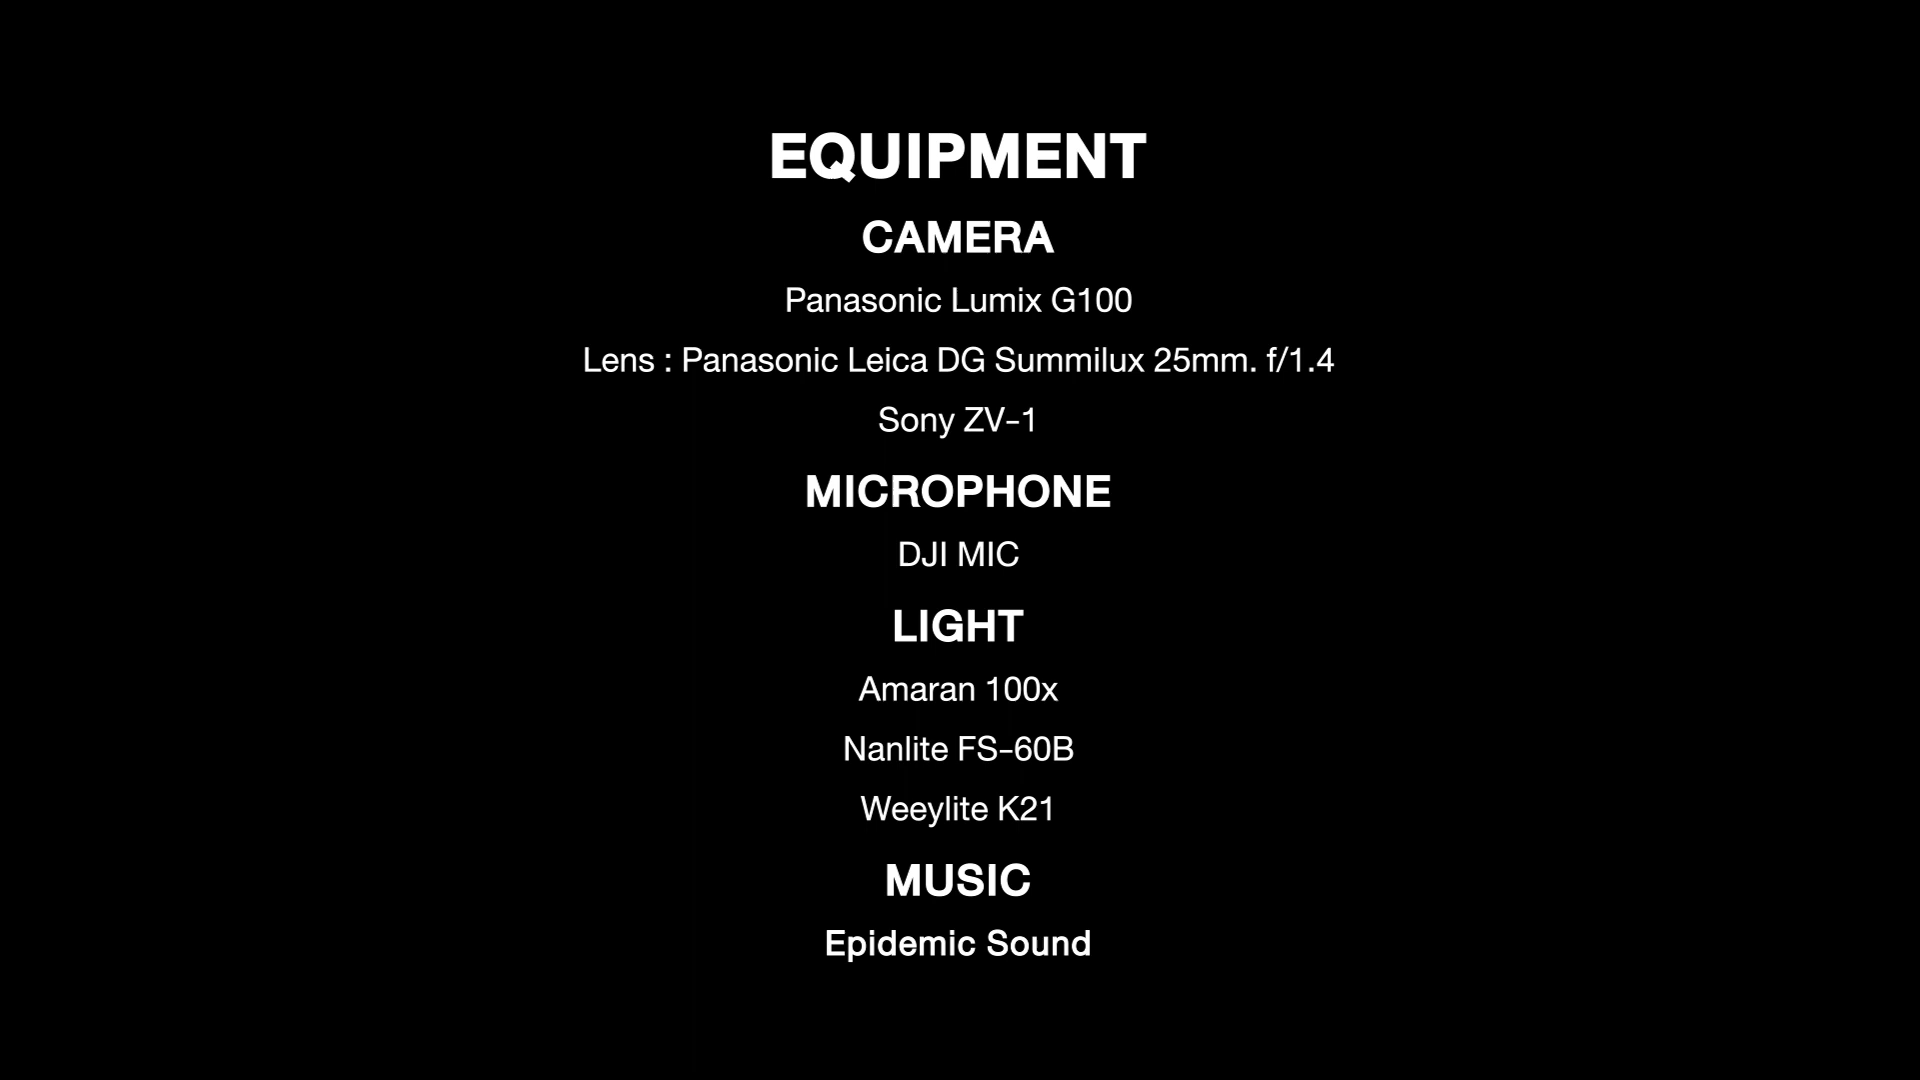 EQUIPMENT
CAMERA
Panasonic Lumix G100
Lens : Panasonic Leica DG Summilux 25mm. f/1.4
Sony ZV-1
MICROPHONE
DJI MIC
LIGHT
Amaran 100x
Nanlite FS-60B
Weeylite K21
MUSIC
Epidemic Sound